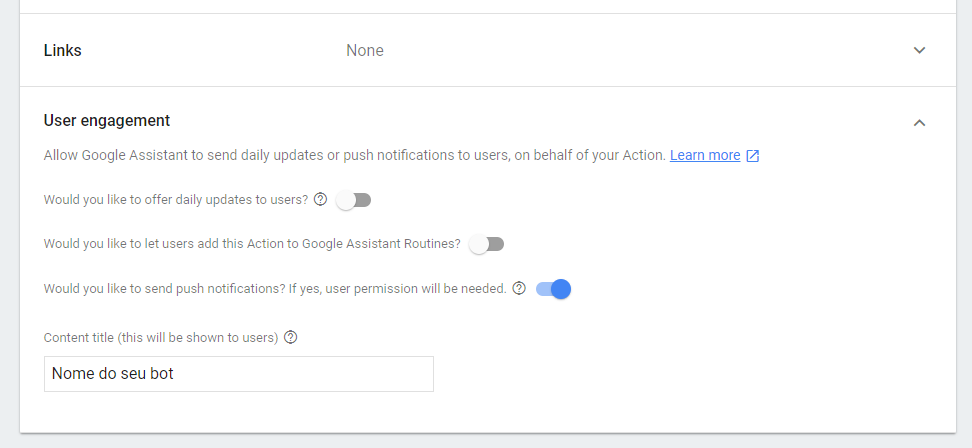 Links None
User engagement
Allow Google Assistant to send daily updates or push notifications to users, on behalf of your Action. Learn more
Would you like to offer daily updates to users?
Would you like to let users add this Action to Google Assistant Routines?
Would you like to send push notifications? If yes, user permission will be needed.
Content title (this will be shown to users)
Nome do seu bot